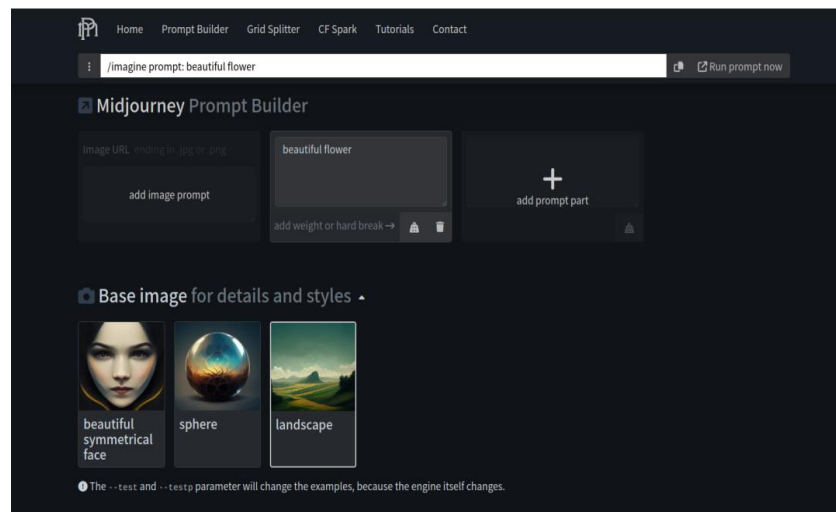 Home Prompt Builder Grid Splitter CF Spark Tutorials Contact
/imagine prompt: beautiful flower
Run prompt now
Midjourney Prompt Builder
Image URL ending in .jpg or .png
add image prompt
beautiful flower
add weight or hard break →
add prompt part
Base image for details and styles
beautiful
symmetrical
face
sphere
landscape
The --test and --testp parameter will change the examples, because the engine itself changes.